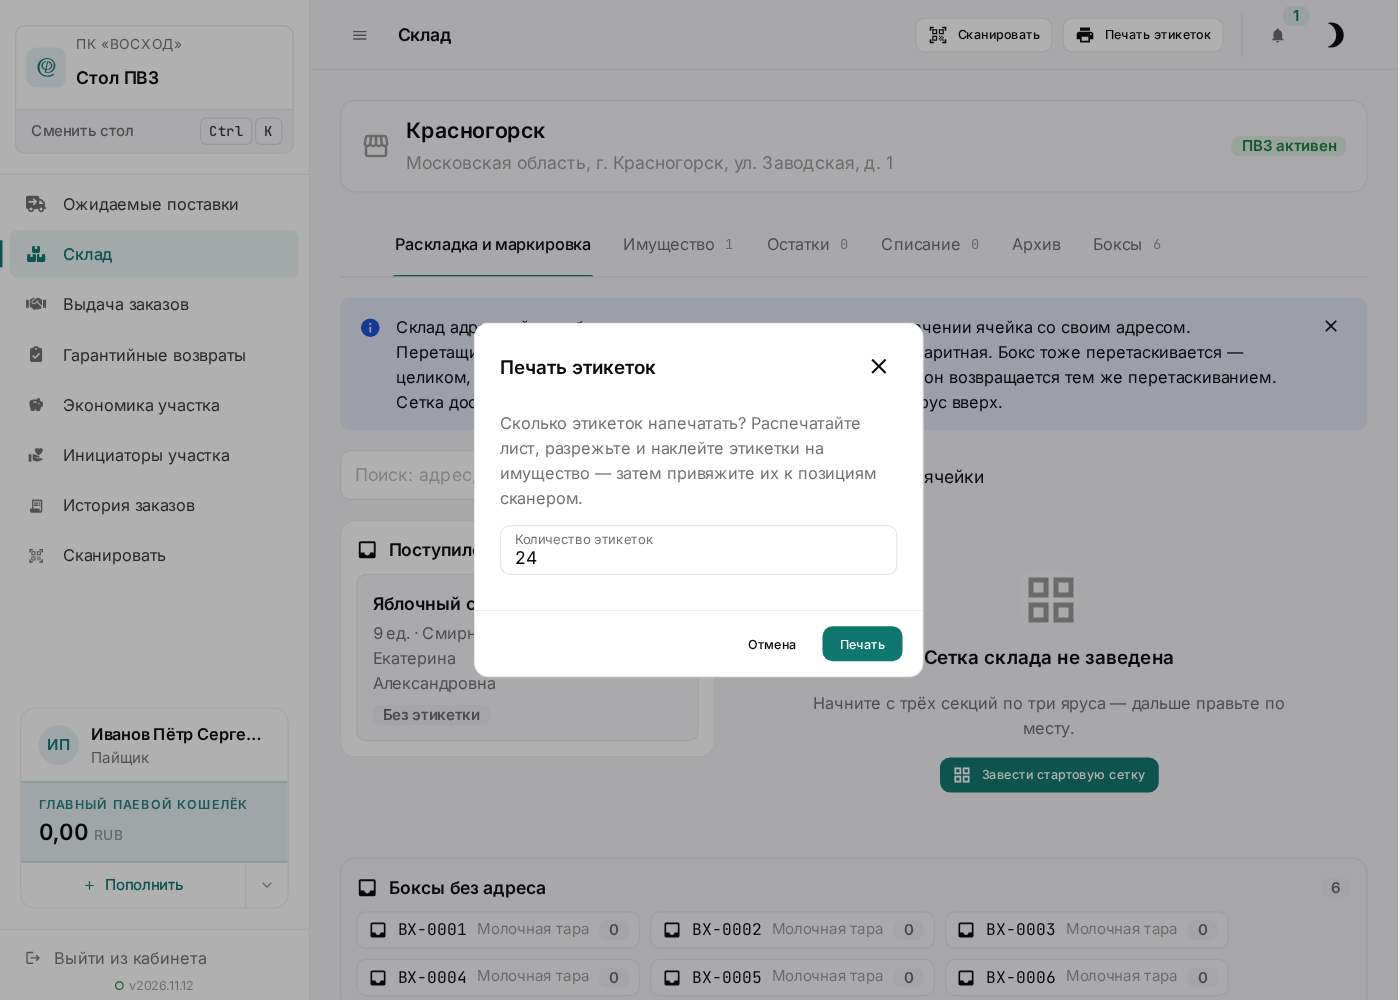 ПК «ВОСХОД»
Стол ПВЗ
Сменить стол Ctrl K
Ожидаемые поставки
Склад
Выдача заказов
Гарантийные возвраты
Экономика участка
Инициаторы участка
История заказов
Сканировать
ИП Иванов Пётр Серге…
Пайщик
ГЛАВНЫЙ ПАЕВОЙ КОШЕЛЁК
0,00 RUB
Пополнить
Выйти из кабинета
v2026.11.12
Склад Сканировать Печать этикеток 1
Красногорск
Московская область, г. Красногорск, ул. Заводская, д. 1
ПВЗ активен
Раскладка и маркировка Имущество 1 Остатки 0 Списание 0 Архив Боксы 6
Склад ячейка со своим адресом.
Бокс тоже перетаскивается —
целиком, он возвращается тем же перетаскиванием.
Сетка вверх.
Поиск: адрес, ячейки
Яблочный
9 ед. ·
Екатерина
Александровна
Без этикетки
Печать этикеток
Сколько этикеток напечатать? Распечатайте
лист, разрежьте и наклейте этикетки на
имущество — затем привяжите их к позициям
сканером.
Количество этикеток
24
Отмена Печать
Сетка склада не заведена
Начните с трёх секций по три яруса — дальше правьте по
месту.
Завести стартовую сетку
Боксы без адреса 6
BX-0001 Молочная тара 0
BX-0002 Молочная тара 0
BX-0003 Молочная тара 0
BX-0004 Молочная тара 0
BX-0005 Молочная тара 0
BX-0006 Молочная тара 0